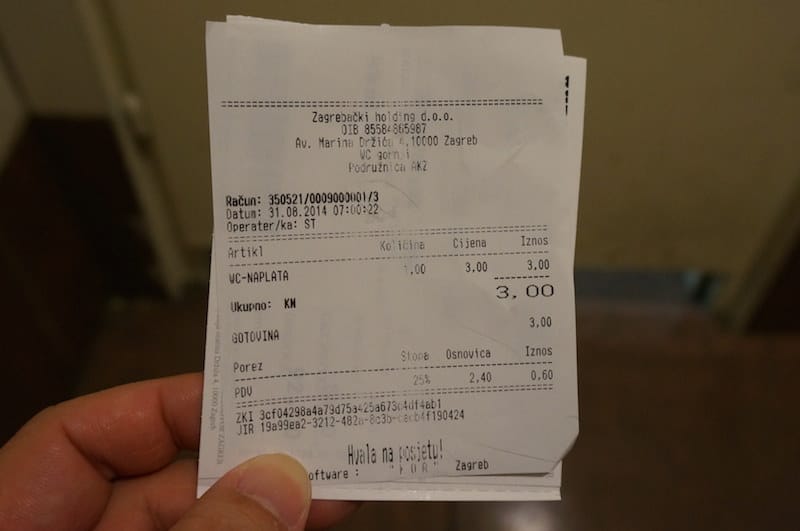 Zagrebački holding d.o.o.
OIB 85584865987
Av. Marina Držića 4,10000 Zagreb
WC gornji
Podružnica AKZ
Račun: 350521/0009000001/3
Datum: 31.08.2014 07:00:22
Operater/ka: ST
Artikl Količina Cijena Iznos
WC-NAPLATA 1,00 3,00 3,00
Ukupno: KN 3,00
GOTOVINA 3,00
Porez Stopa Osnovica Iznos
PDV 25% 2,40 0,60
ZKI
JIR
Hvala na posjetu!
Zagreb